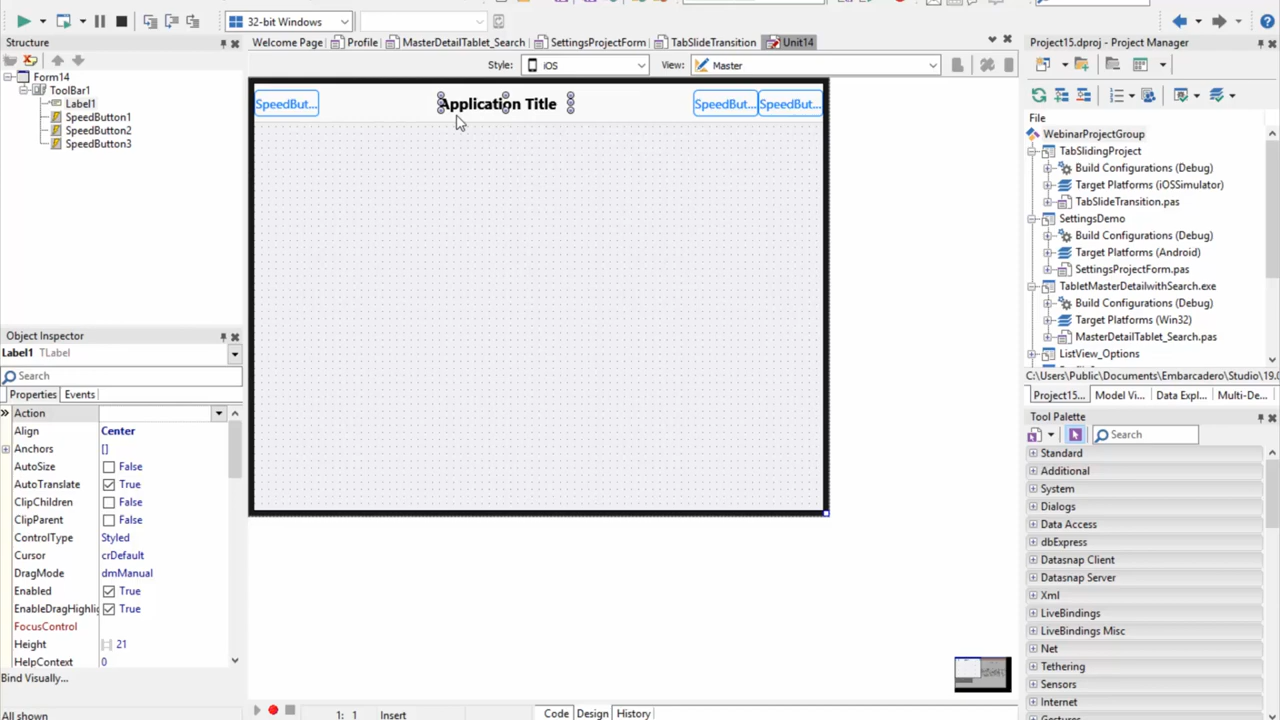 32-bit Windows
Structure
Welcome Page
Profile
MasterDetailTablet_Search
SettingsProjectForm
TabSlideTransition
Unit14
Project15.dproj - Project Manager
Form14
ToolBar1
Label1
SpeedButton1
SpeedButton2
SpeedButton3
Style:
iOS
View:
Master
SpeedBut...
Application Title
SpeedBut...
SpeedBut...
File
WebinarProjectGroup
TabSlidingProject
Build Configurations (Debug)
Target Platforms (iOSSimulator)
TabSlideTransition.pas
SettingsDemo
Build Configurations (Debug)
Target Platforms (Android)
SettingsProjectForm.pas
TabletMasterDetailwithSearch.exe
Build Configurations (Debug)
Target Platforms (Win32)
MasterDetailTablet_Search.pas
ListView_Options
C:\Users\Public\Documents\Embarcadero\Studio\19.0
Project15...
Model Vi...
Data Expl...
Multi-De...
Object Inspector
Label1 TLabel
Search
Properties
Events
Action
Align Center
Anchors []
AutoSize False
AutoTranslate True
ClipChildren False
ClipParent False
ControlType Styled
Cursor crDefault
DragMode dmManual
Enabled True
EnableDragHighlig True
FocusControl
Height 21
HelpContext 0
Bind Visually...
All shown
Tool Palette
Search
Standard
Additional
System
Dialogs
Data Access
dbExpress
Datasnap Client
Datasnap Server
Xml
LiveBindings
LiveBindings Misc
Net
Tethering
Sensors
Internet
1: 1
Insert
Code
Design
History